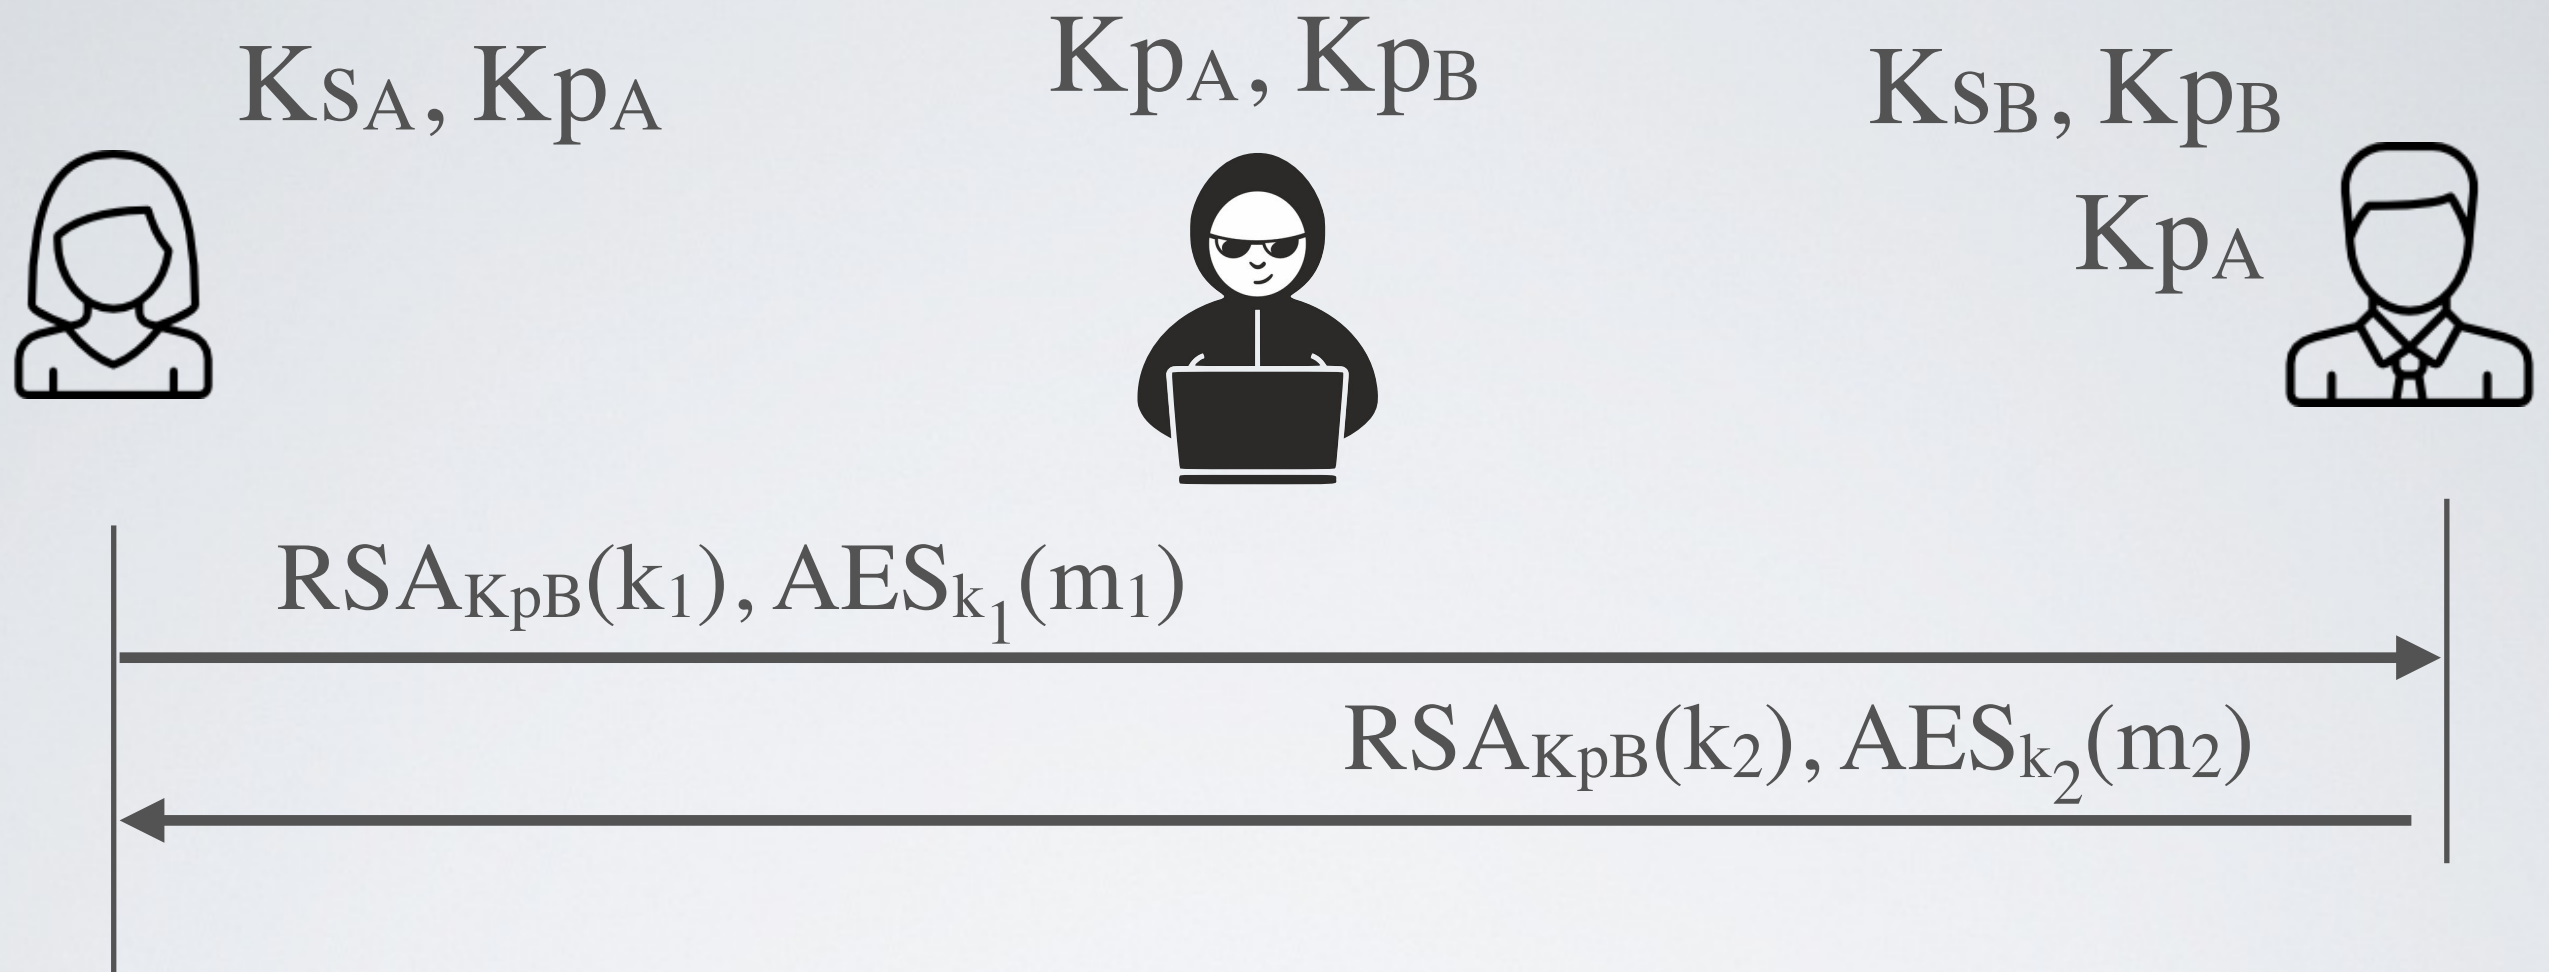 Ks_A, Kp_A
Kp_A, Kp_B
Ks_B, Kp_B
Kp_A
RSA_KpB(k₁), AES_k₁(m₁)
RSA_KpB(k₂), AES_k₂(m₂)